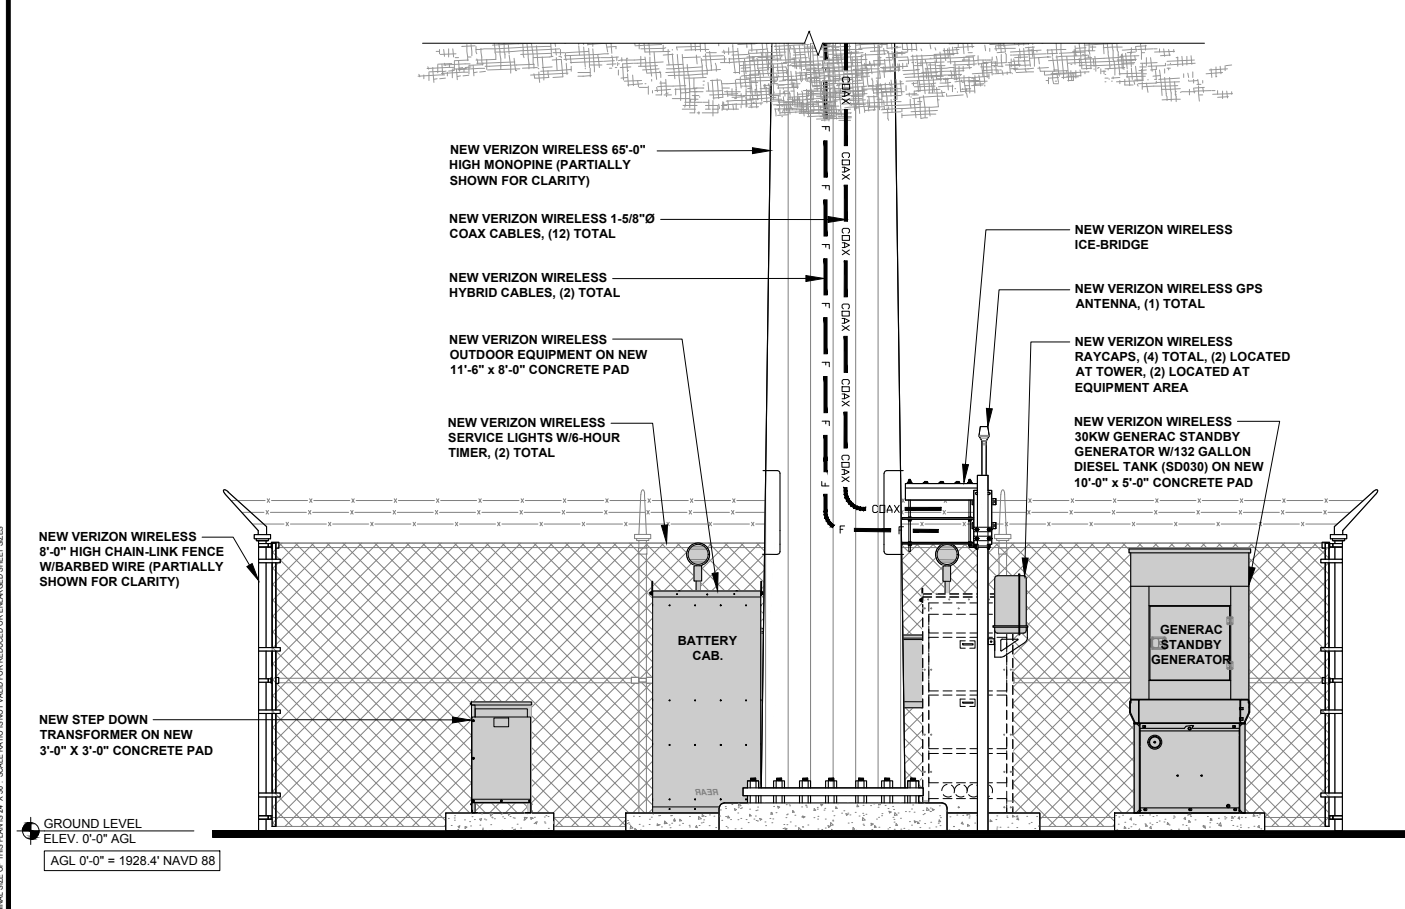 NEW VERIZON WIRELESS 65'-0"
HIGH MONOPINE (PARTIALLY
SHOWN FOR CLARITY)
NEW VERIZON WIRELESS 1-5/8"Ø
COAX CABLES, (12) TOTAL
NEW VERIZON WIRELESS
HYBRID CABLES, (2) TOTAL
NEW VERIZON WIRELESS
OUTDOOR EQUIPMENT ON NEW
11'-6" x 8'-0" CONCRETE PAD
NEW VERIZON WIRELESS
SERVICE LIGHTS W/6-HOUR
TIMER, (2) TOTAL
NEW VERIZON WIRELESS
8'-0" HIGH CHAIN-LINK FENCE
W/BARBED WIRE (PARTIALLY
SHOWN FOR CLARITY)
NEW STEP DOWN
TRANSFORMER ON NEW
3'-0" X 3'-0" CONCRETE PAD
GROUND LEVEL
ELEV. 0'-0" AGL
AGL 0'-0" = 1928.4' NAVD 88
COAX
COAX
COAX
COAX
COAX
COAX
COAX
F
F
F
F
F
F
F
F
F
BATTERY
CAB.
REAR
NEW VERIZON WIRELESS
ICE-BRIDGE
NEW VERIZON WIRELESS GPS
ANTENNA, (1) TOTAL
NEW VERIZON WIRELESS
RAYCAPS, (4) TOTAL, (2) LOCATED
AT TOWER, (2) LOCATED AT
EQUIPMENT AREA
NEW VERIZON WIRELESS
30KW GENERAC STANDBY
GENERATOR W/132 GALLON
DIESEL TANK (SD030) ON NEW
10'-0" x 5'-0" CONCRETE PAD
GENERAC
STANDBY
GENERATOR